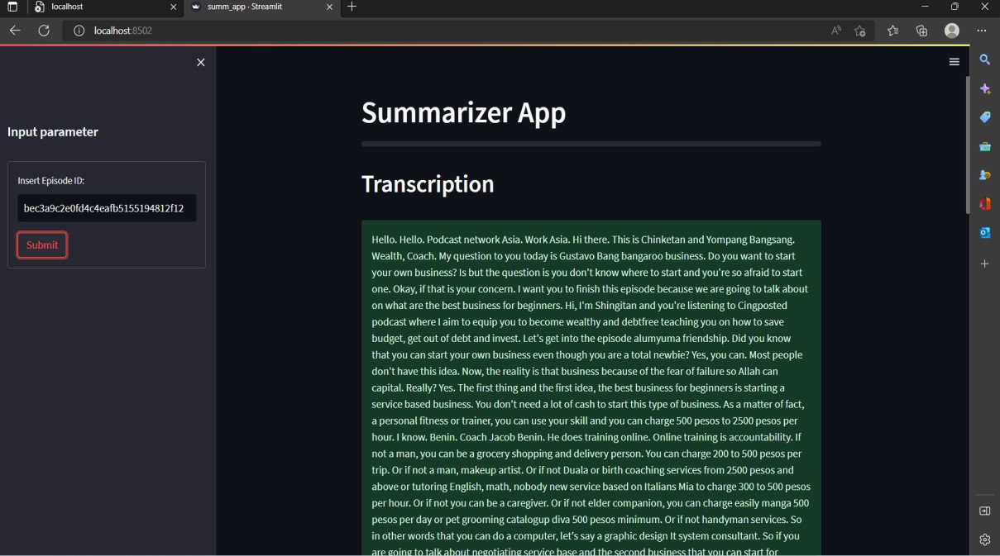 localhost
summ_app · Streamlit
localhost:8502
Input parameter
Insert Episode ID:
bec3a9c2e0fd4c4eafb5155194812f12
Submit
Summarizer App
Transcription
Hello. Hello. Podcast network Asia. Work Asia. Hi there. This is Chinketan and Yompang Bangsang.
Wealth, Coach. My question to you today is Gustavo Bang bangaroo business. Do you want to start
your own business? Is but the question is you don't know where to start and you're so afraid to start
one. Okay, if that is your concern. I want you to finish this episode because we are going to talk about
on what are the best business for beginners. Hi, I'm Shingitan and you're listening to Cingposted
podcast where I aim to equip you to become wealthy and debtfree teaching you on how to save
budget, get out of debt and invest. Let's get into the episode alumyuma friendship. Did you know
that you can start your own business even though you are a total newbie? Yes, you can. Most people
don't have this idea. Now, the reality is that business because of the fear of failure so Allah can
capital. Really? Yes. The first thing and the first idea, the best business for beginners is starting a
service based business. You don't need a lot of cash to start this type of business. As a matter of fact,
a personal fitness or trainer, you can use your skill and you can charge 500 pesos to 2500 pesos per
hour. I know. Benin. Coach Jacob Benin. He does training online. Online training is accountability. If
not a man, you can be a grocery shopping and delivery person. You can charge 200 to 500 pesos per
trip. Or if not a man, makeup artist. Or if not Duala or birth coaching services from 2500 pesos and
above or tutoring English, math, nobody new service based on Italians Mia to charge 300 to 500 pesos
per hour. Or if not you can be a caregiver. Or if not elder companion, you can charge easily manga 500
pesos per day or pet grooming catalogup diva 500 pesos minimum. Or if not handyman services. So
in other words that you can do a computer, let's say a graphic design It system consultant. So if you
are going to talk about negotiating service base and the second business that you can start for